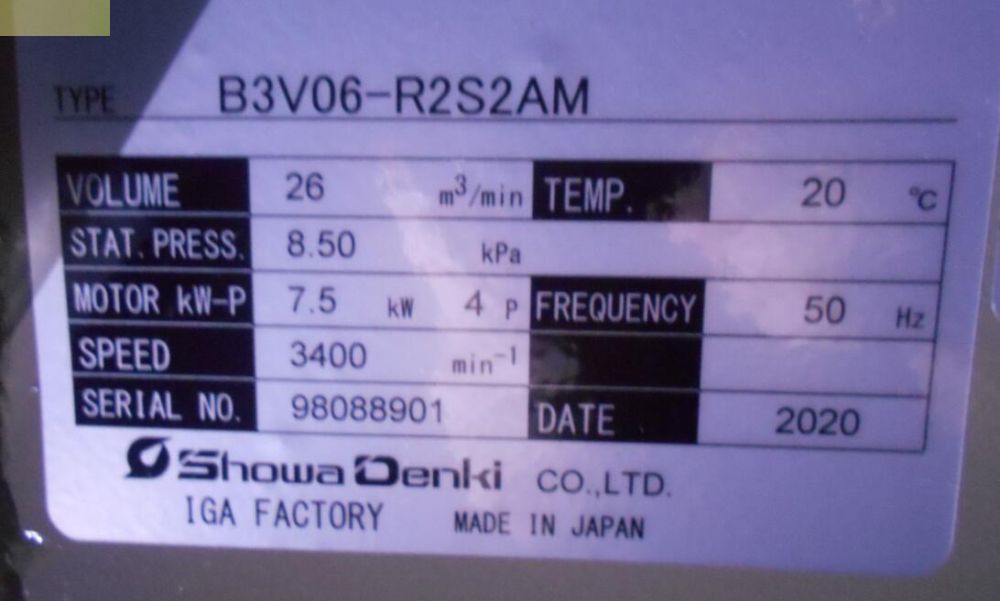 TYPE B3V06-R2S2AM
VOLUME 26 m³/min TEMP. 20 °C
STAT. PRESS. 8.50 kPa
MOTOR kW-P 7.5 kW 4 P FREQUENCY 50 Hz
SPEED 3400 min⁻¹
SERIAL NO. 98088901 DATE 2020
Showa Denki CO.,LTD.
IGA FACTORY MADE IN JAPAN